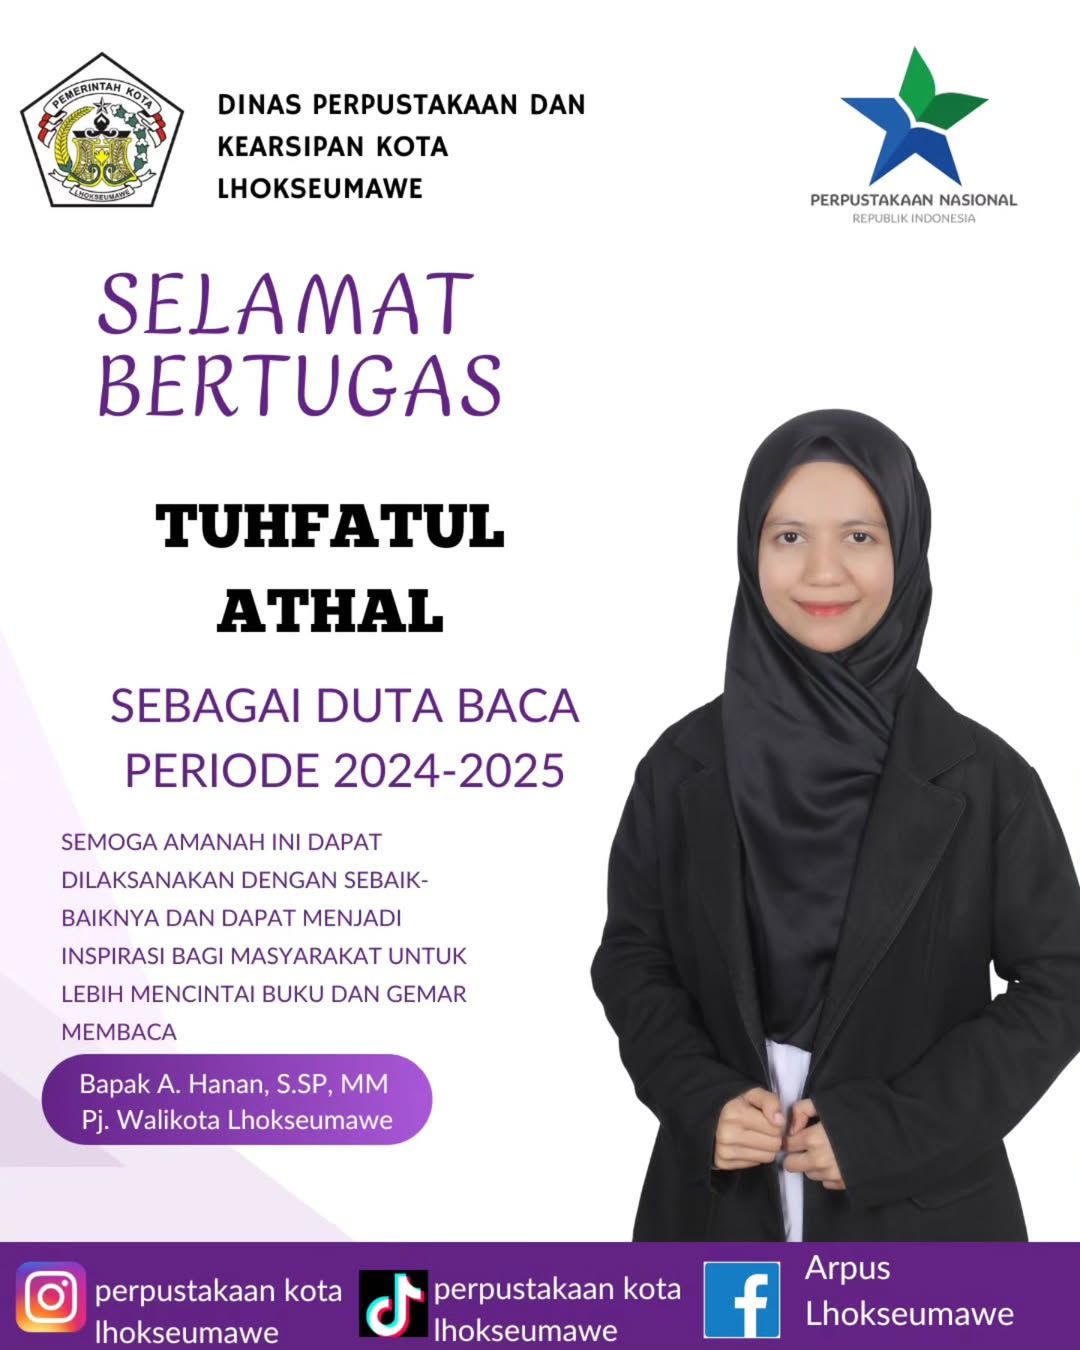 PEMERINTAH KOTA
LHOKSEUMAWE
DINAS PERPUSTAKAAN DAN
KEARSIPAN KOTA
LHOKSEUMAWE
PERPUSTAKAAN NASIONAL
REPUBLIK INDONESIA
SELAMAT
BERTUGAS
TUHFATUL
ATHAL
SEBAGAI DUTA BACA
PERIODE 2024-2025
SEMOGA AMANAH INI DAPAT
DILAKSANAKAN DENGAN SEBAIK-
BAIKNYA DAN DAPAT MENJADI
INSPIRASI BAGI MASYARAKAT UNTUK
LEBIH MENCINTAI BUKU DAN GEMAR
MEMBACA
Bapak A. Hanan, S.SP, MM
Pj. Walikota Lhokseumawe
perpustakaan kota
lhokseumawe
perpustakaan kota
lhokseumawe
Arpus
Lhokseumawe